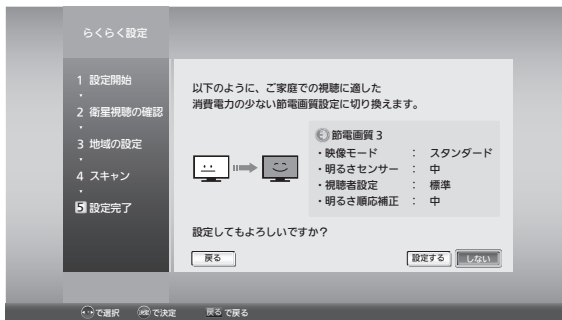 らくらく設定
1 設定開始
2 衛星視聴の確認
3 地域の設定
4 スキャン
5 設定完了
以下のように、ご家庭での視聴に適した
消費電力の少ない節電画質設定に切り換えます。
節電画質 3
・映像モード : スタンダード
・明るさセンサー : 中
・視聴者設定 : 標準
・明るさ順応補正 : 中
設定してもよろしいですか?
戻る 設定する しない
で選択 決定 で決定 戻る で戻る